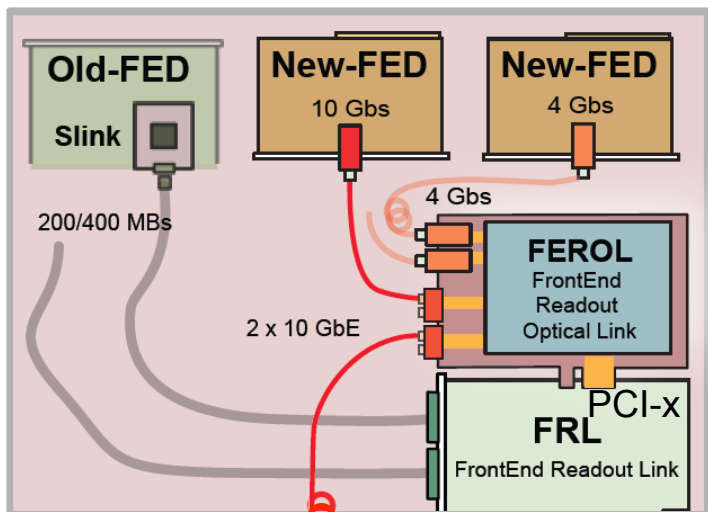 Old-FED
Slink
200/400 MBs
New-FED
10 Gbs
New-FED
4 Gbs
4 Gbs
2 x 10 GbE
FEROL
FrontEnd
Readout
Optical Link
PCI-x
FRL
FrontEnd Readout Link